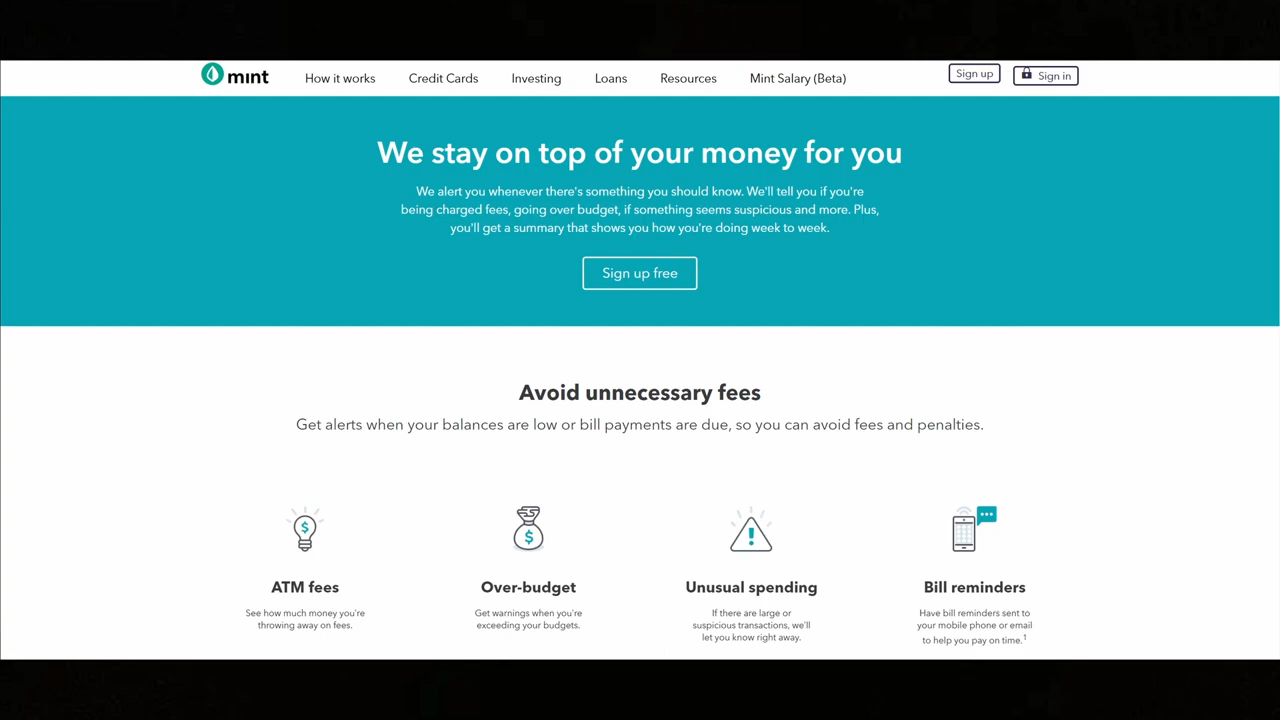 mint
How it works
Credit Cards
Investing
Loans
Resources
Mint Salary (Beta)
Sign up
Sign in
We stay on top of your money for you
We alert you whenever there's something you should know. We'll tell you if you're
being charged fees, going over budget, if something seems suspicious and more. Plus,
you'll get a summary that shows you how you're doing week to week.
Sign up free
Avoid unnecessary fees
Get alerts when your balances are low or bill payments are due, so you can avoid fees and penalties.
$
ATM fees
See how much money you're
throwing away on fees.
$
Over-budget
Get warnings when you're
exceeding your budgets.
!
Unusual spending
If there are large or
suspicious transactions, we'll
let you know right away.
Bill reminders
Have bill reminders sent to
your mobile phone or email
to help you pay on time.¹